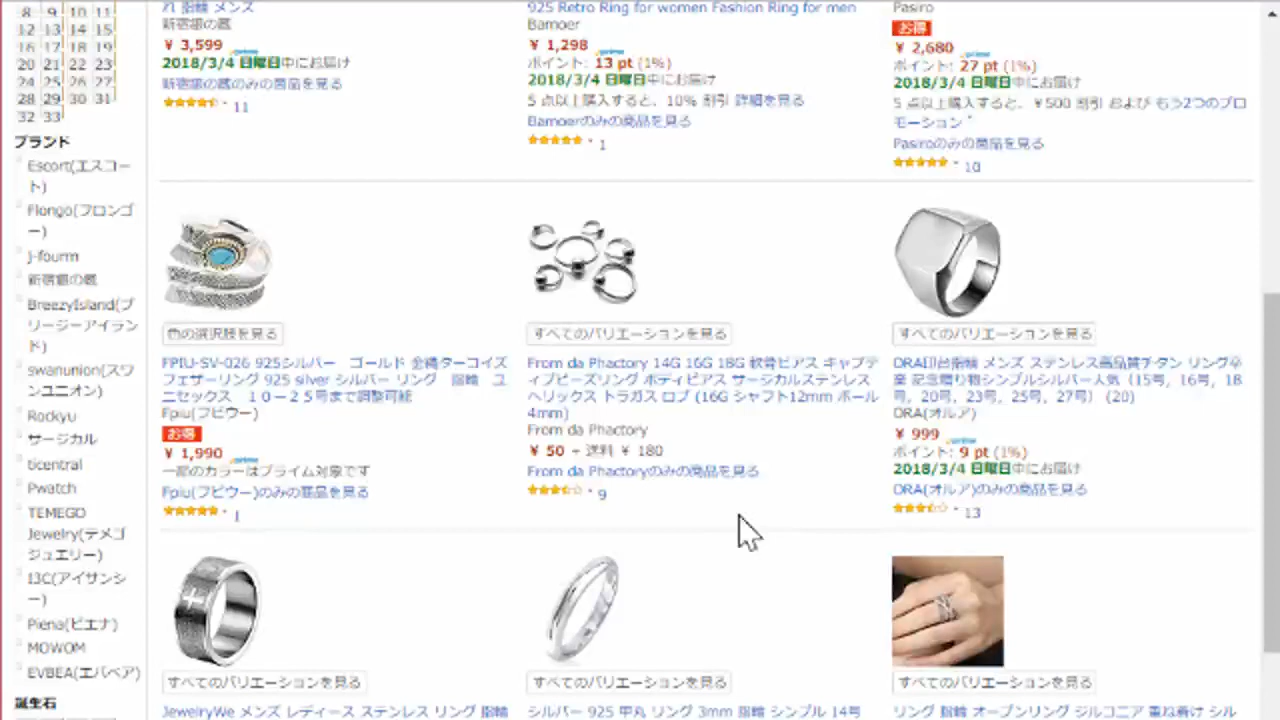 8 9 10 11
12 13 14 15
16 17 18 19
20 21 22 23
24 25 26 27
28 29 30 31
32 33
ブランド
Escort(エスコー
ト)
Flongo(フロンゴ
ー)
J-fourm
新宿銀の蔵
BreezyIsland(ブ
リージーアイラン
ド)
swanunion(スワ
ンユニオン)
Rockyu
サージカル
ticentral
Pwatch
TEMEGO
Jewelry(テメゴ
ジュエリー)
I3C(アイサンシ
ー)
Piena(ピエナ)
MOWOM
EVBEA(エバベア)
誕生石
れ 指輪 メンズ
新宿銀の蔵
¥ 3,599 prime
2018/3/4 日曜日中にお届け
新宿銀の蔵のみの商品を見る
11
925 Retro Ring for women Fashion Ring for men
Bamoer
¥ 1,298 prime
ポイント: 13 pt (1%)
2018/3/4 日曜日中にお届け
5 点以上購入すると、10% 割引 詳細を見る
Bamoerのみの商品を見る
1
Pasiro
お得
¥ 2,680 prime
ポイント: 27 pt (1%)
2018/3/4 日曜日中にお届け
5 点以上購入すると、¥500 割引 および もう2つのプロ
モーション
Pasiroのみの商品を見る
10
色の選択肢を見る
FPIU-SV-026 925シルバー ゴールド 金縄ターコイズ
フェザーリング 925 silver シルバー リング 指輪 ユ
ニセックス 10－25号まで調整可能
Fpiu(フピウー)
お得
¥ 1,990 prime
一部のカラーはプライム対象です
Fpiu(フピウー)のみの商品を見る
1
すべてのバリエーションを見る
From da Phactory 14G 16G 18G 軟骨ピアス キャプテ
ィブビーズリング ボディピアス サージカルステンレス
ヘリックス トラガス ロブ (16G シャフト12mm ボール
4mm)
From da Phactory
¥ 50 + 送料 ¥ 180
From da Phactoryのみの商品を見る
9
すべてのバリエーションを見る
ORA印台指輪 メンズ ステンレス高品質チタン リング卒
業 記念贈り物シンプルシルバー人気（15号，16号，18
号，20号，23号，25号，27号） (20)
ORA(オルア)
¥ 999 prime
ポイント: 9 pt (1%)
2018/3/4 日曜日中にお届け
ORA(オルア)のみの商品を見る
13
すべてのバリエーションを見る
JewelryWe メンズ レディース ステンレス リング 指輪
すべてのバリエーションを見る
シルバー 925 甲丸 リング 3mm 指輪 シンプル 14号
すべてのバリエーションを見る
リング 指輪 オープンリング ジルコニア 重ね着け シル